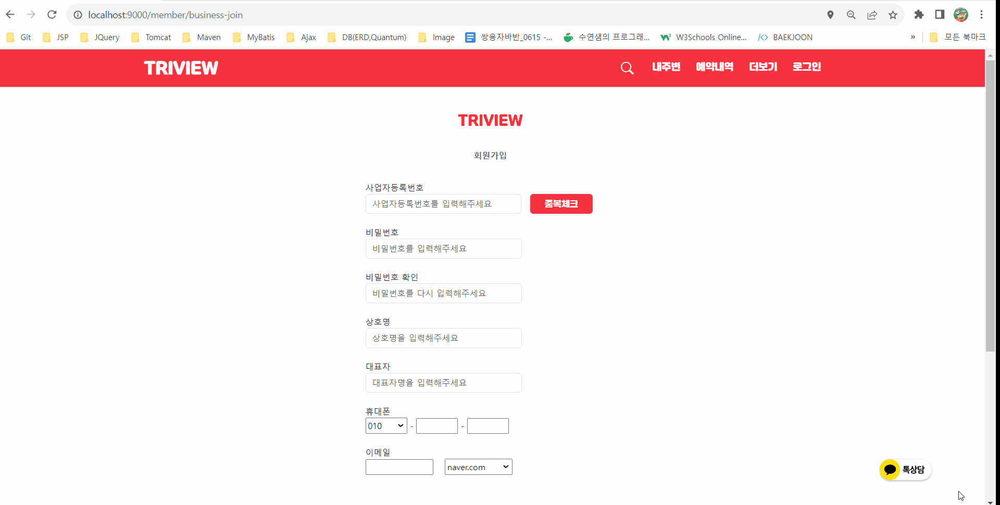 localhost:9000/member/business-join
Git JSP JQuery Tomcat Maven MyBatis Ajax DB(ERD,Quantum) Image 쌍용자바반_0615 -... 수연샘의 프로그래... W3Schools Online... BAEKJOON » 모든 북마크
TRIVIEW 내주변 예약내역 더보기 로그인
TRIVIEW
회원가입
사업자등록번호
사업자등록번호를 입력해주세요 중복체크
비밀번호
비밀번호를 입력해주세요
비밀번호 확인
비밀번호를 다시 입력해주세요
상호명
상호명을 입력해주세요
대표자
대표자명을 입력해주세요
휴대폰
010 - -
이메일
naver.com
톡상담